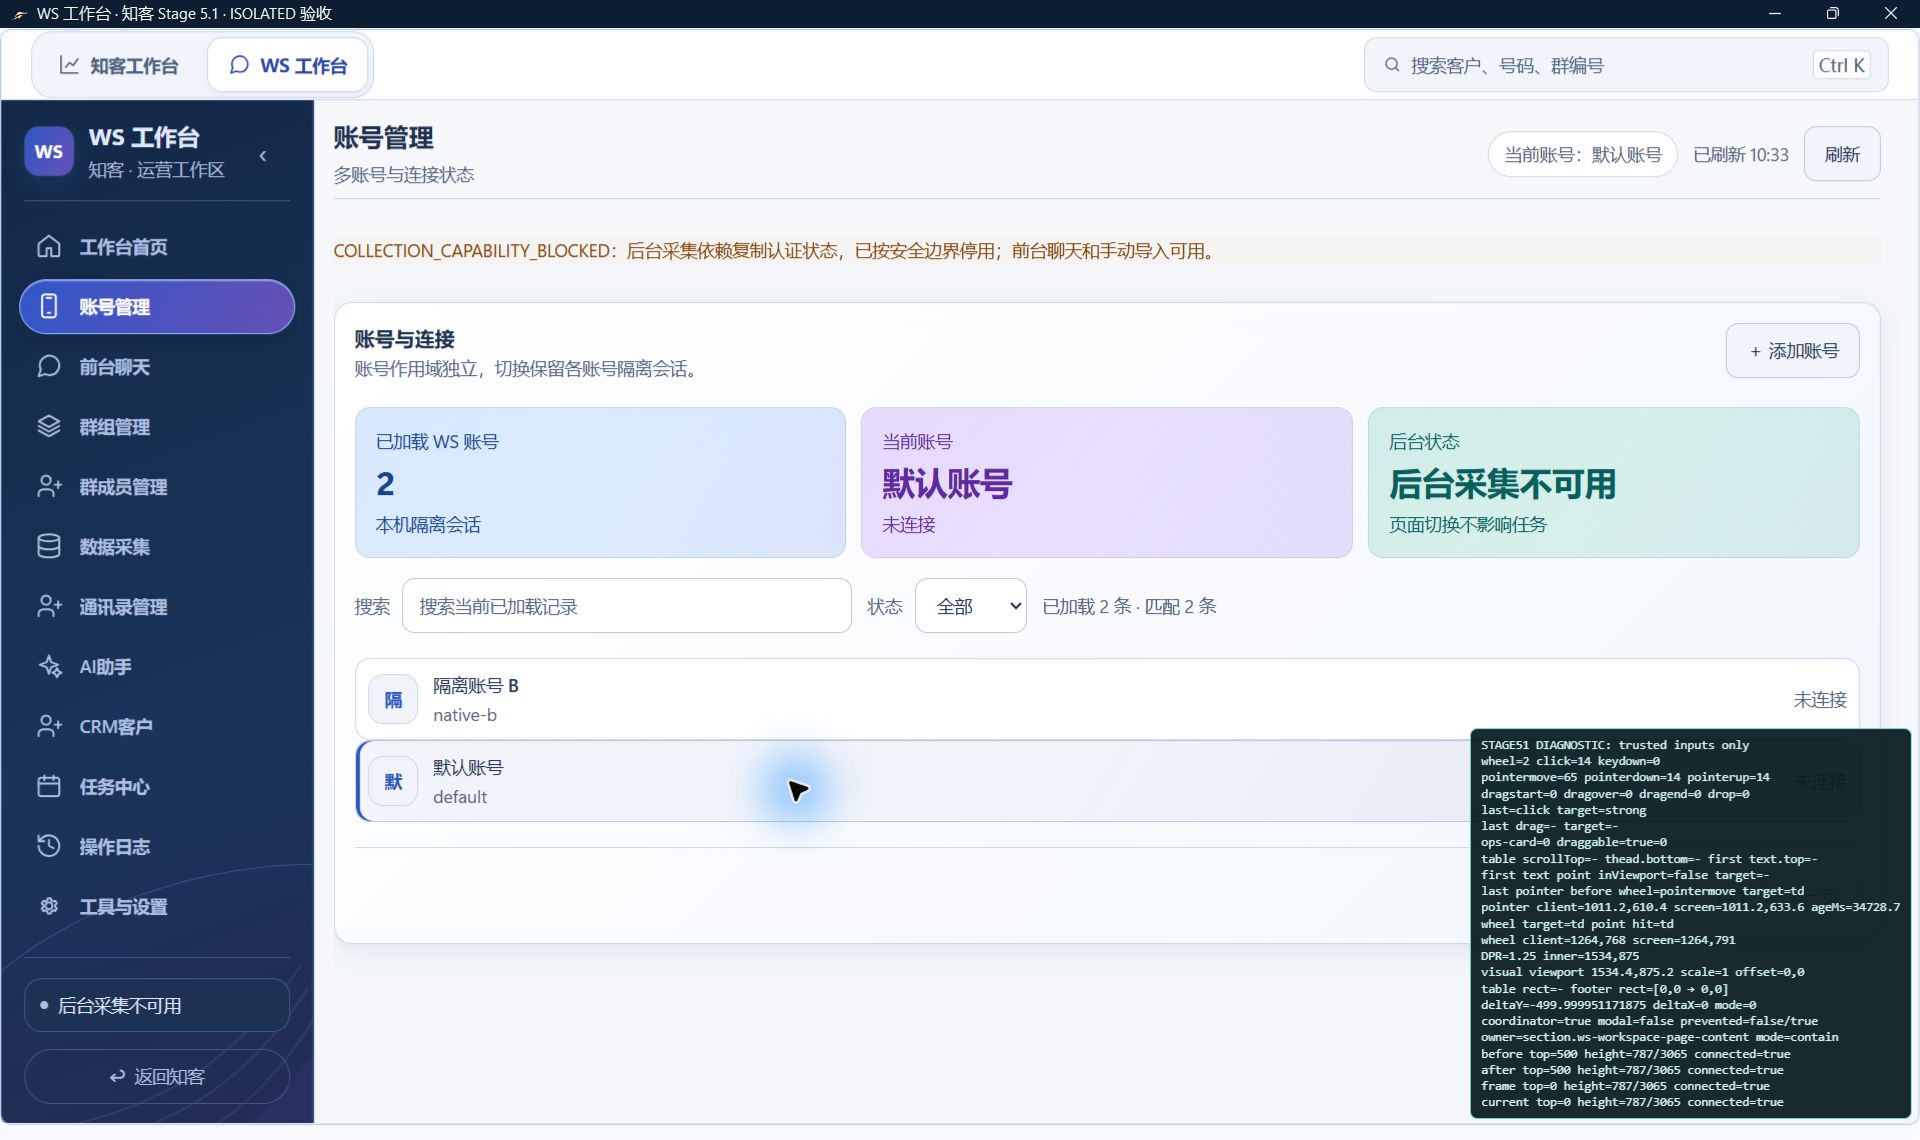 WS 工作台 · 知客 Stage 5.1 · ISOLATED 验收
知客工作台
WS 工作台
搜索客户、号码、群编号
Ctrl K
WS
WS 工作台
知客 · 运营工作区
工作台首页
账号管理
前台聊天
群组管理
群成员管理
数据采集
通讯录管理
AI助手
CRM客户
任务中心
操作日志
工具与设置
后台采集不可用
返回知客
账号管理
多账号与连接状态
当前账号：默认账号
已刷新 10:33
刷新
COLLECTION_CAPABILITY_BLOCKED：后台采集依赖复制认证状态，已按安全边界停用；前台聊天和手动导入可用。
账号与连接
账号作用域独立，切换保留各账号隔离会话。
+ 添加账号
已加载 WS 账号
2
本机隔离会话
当前账号
默认账号
未连接
后台状态
后台采集不可用
页面切换不影响任务
搜索
搜索当前已加载记录
状态
全部
已加载 2 条 · 匹配 2 条
隔
隔离账号 B
native-b
未连接
默
默认账号
default
未连接
STAGE51 DIAGNOSTIC: trusted inputs only
wheel=2 click=14 keydown=0
pointermove=65 pointerdown=14 pointerup=14
dragstart=0 dragover=0 dragend=0 drop=0
last=click target=strong
last drag=- target=-
ops-card=0 draggable=true=0
table scrollTop=- thead.bottom=- first text.top=-
first text point inViewport=false target=-
last pointer before wheel=pointermove target=td
pointer client=1011.2,610.4 screen=1011.2,633.6 ageMs=34728.7
wheel target=td point hit=td
wheel client=1264,768 screen=1264,791
DPR=1.25 inner=1534,875
visual viewport 1534.4,875.2 scale=1 offset=0,0
table rect=- footer rect=[0,0 → 0,0]
deltaY=-499.999951171875 deltaX=0 mode=0
coordinator=true modal=false prevented=false/true
owner=section.ws-workspace-page-content mode=contain
before top=500 height=787/3065 connected=true
after top=500 height=787/3065 connected=true
frame top=0 height=787/3065 connected=true
current top=0 height=787/3065 connected=true